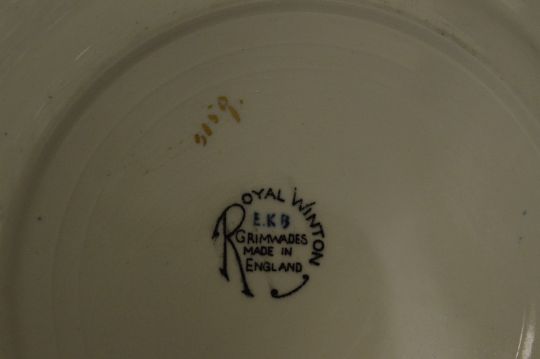 ROYAL WINTON
E.K.B
GRIMWADES
MADE IN
ENGLAND